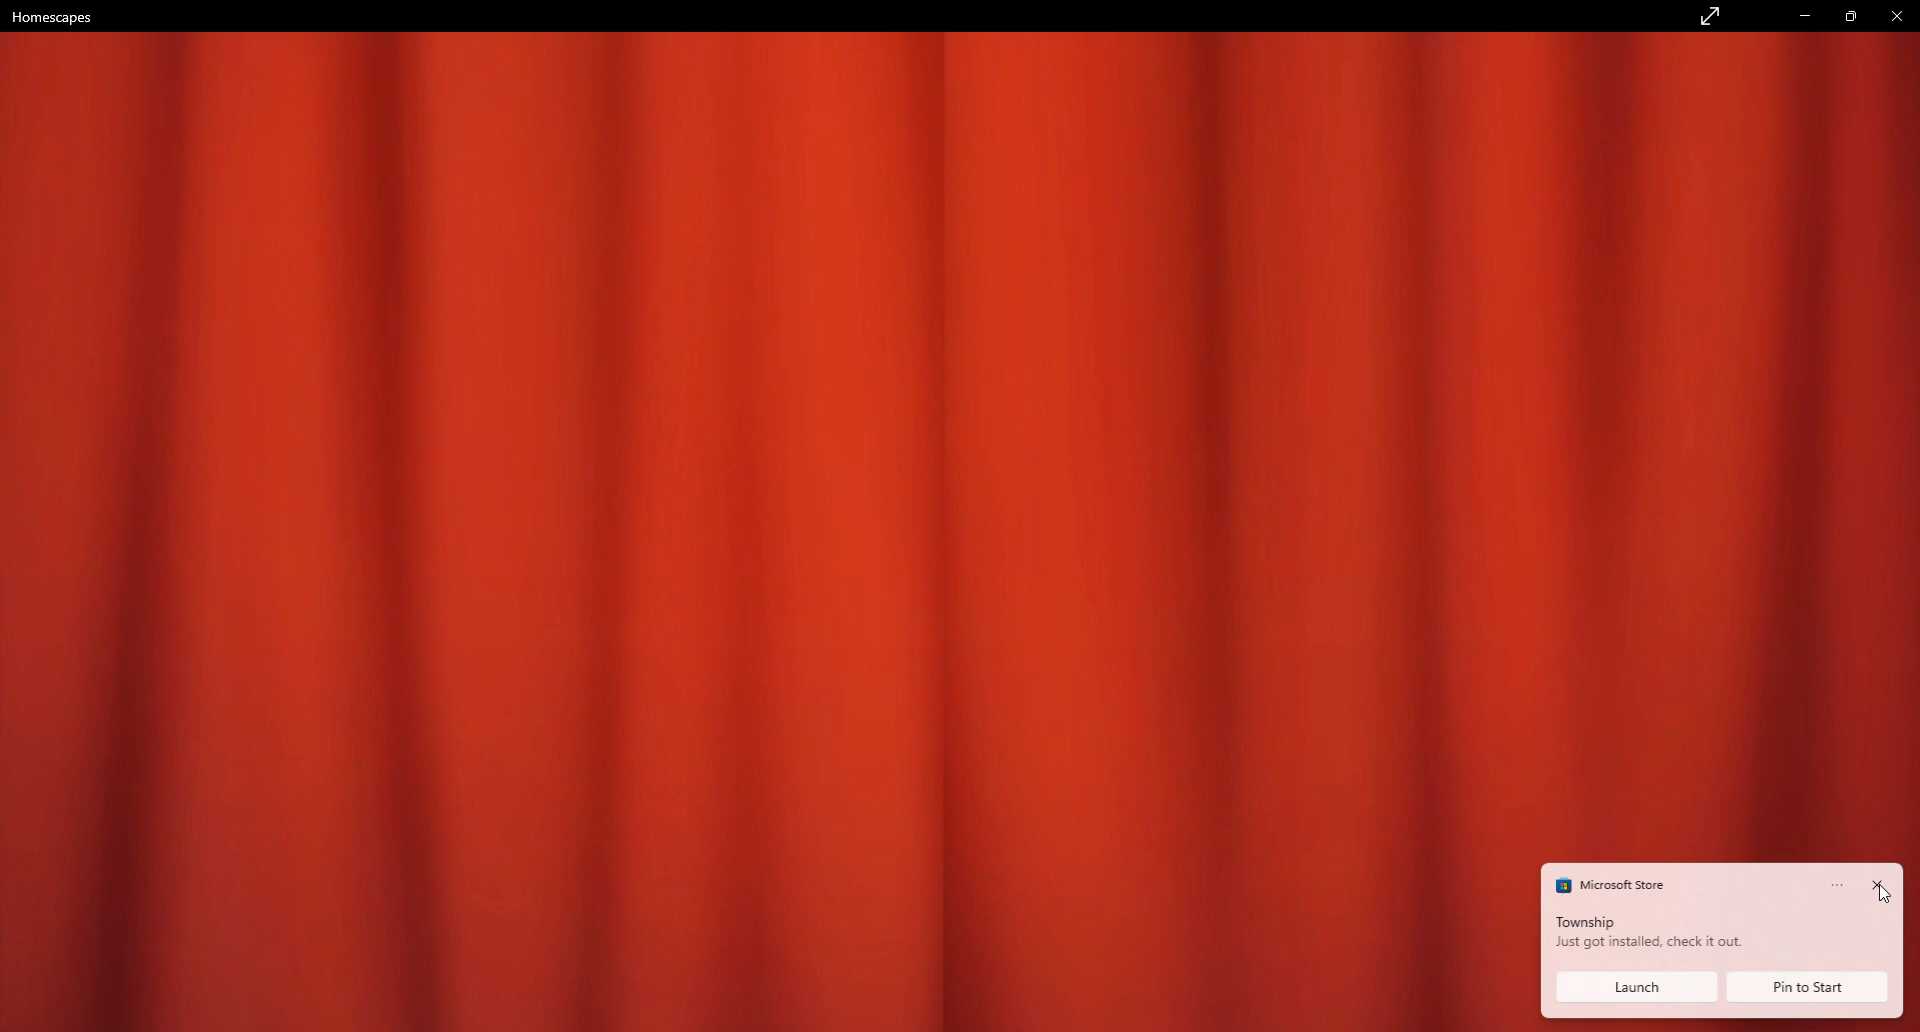 Homescapes
Microsoft Store
Township
Just got installed, check it out.
Launch
Pin to Start